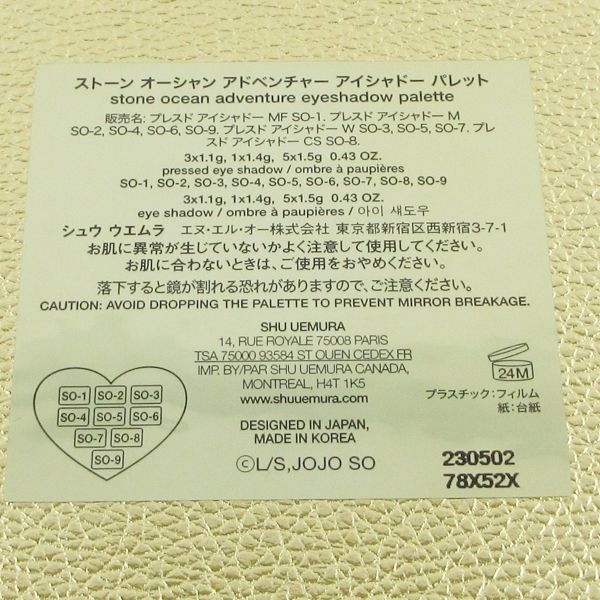 ストーン オーシャン アドベンチャー アイシャドー パレット
stone ocean adventure eyeshadow palette
販売名: プレスド アイシャドー MF SO-1. プレスド アイシャドー M
SO-2, SO-4, SO-6, SO-9. プレスド アイシャドー W SO-3, SO-5, SO-7. プレ
スド アイシャドー CS SO-8.
3x1.1g, 1x1.4g, 5x1.5g 0.43 OZ.
pressed eye shadow / ombre à paupières
SO-1, SO-2, SO-3, SO-4, SO-5, SO-6, SO-7, SO-8, SO-9
3x1.1g, 1x1.4g, 5x1.5g 0.43 OZ.
eye shadow / ombre à paupières / 아이 섀도우
シュウ ウエムラ エヌ・エル・オー株式会社 東京都新宿区西新宿3-7-1
お肌に異常が生じていないかよく注意して使用してください。
お肌に合わないときは、ご使用をおやめください。
落下すると鏡が割れる恐れがありますので、ご注意ください。
CAUTION: AVOID DROPPING THE PALETTE TO PREVENT MIRROR BREAKAGE.
SHU UEMURA
14, RUE ROYALE 75008 PARIS
TSA 75000 93584 ST OUEN CEDEX FR
IMP. BY/PAR SHU UEMURA CANADA,
MONTREAL, H4T 1K5
www.shuuemura.com
DESIGNED IN JAPAN,
MADE IN KOREA
©L/S,JOJO SO
SO-1 SO-2 SO-3
SO-4 SO-5 SO-6
SO-7 SO-8
SO-9
24M
プラスチック:フィルム
紙:台紙
230502
78X52X